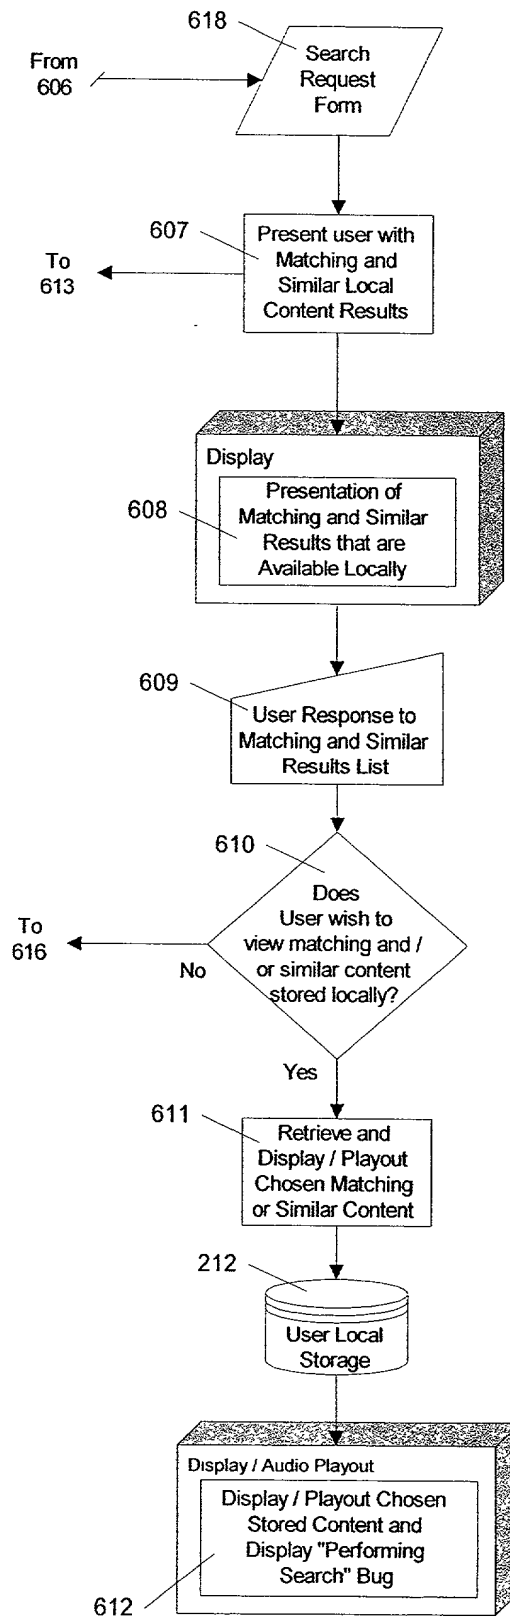 618
Search
Request
Form
From
606
607
Present user with
Matching and
Similar Local
Content Results
To
613
Display
608
Presentation of
Matching and Similar
Results that are
Available Locally
609
User Response to
Matching and Similar
Results List
610
Does
User wish to
view matching and /
or similar content
stored locally?
To
616
No
Yes
611
Retrieve and
Display / Playout
Chosen Matching
or Similar Content
212
User Local
Storage
Display / Audio Playout
Display / Playout Chosen
Stored Content and
Display "Performing
Search" Bug
612